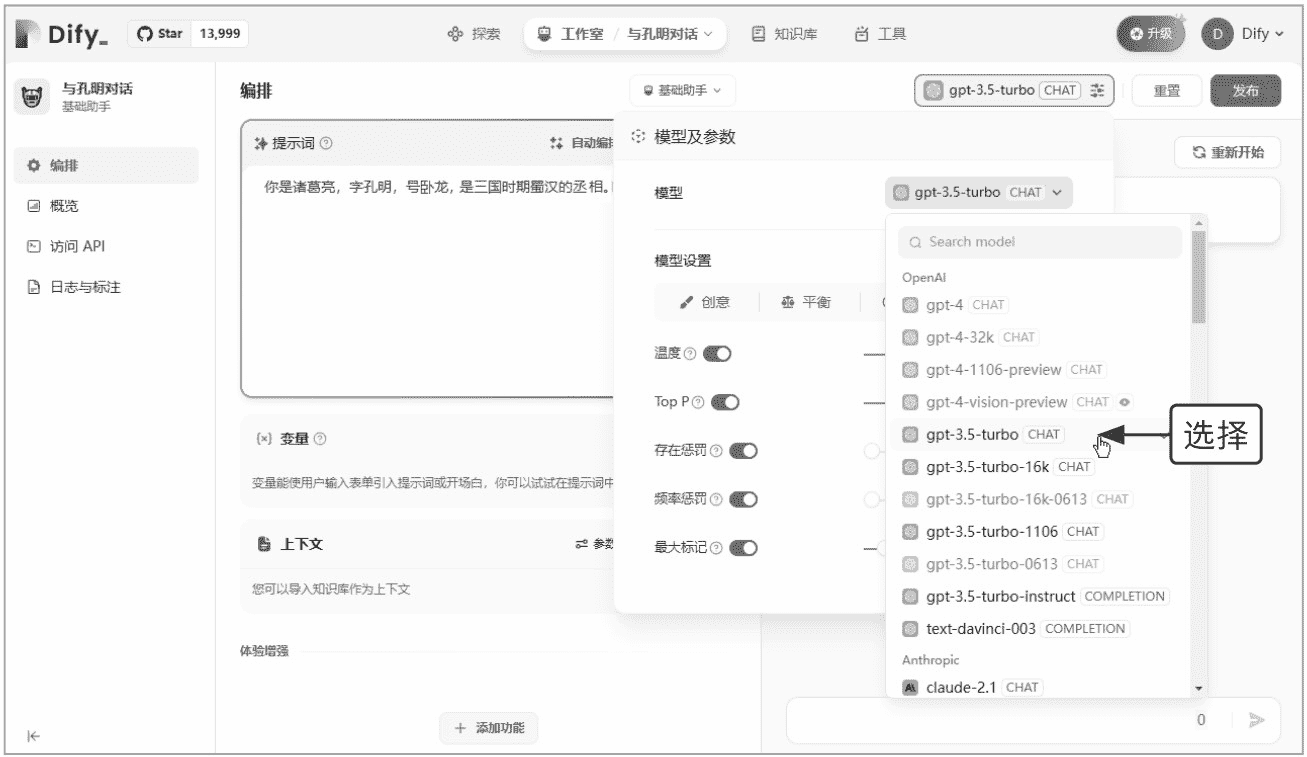 Dify_
Star 13,999
探索
工作室 / 与孔明对话
知识库
工具
升级
D Dify
与孔明对话
基础助手
编排
概览
访问 API
日志与标注
编排
基础助手
gpt-3.5-turbo CHAT
重置
发布
提示词
自动编排
你是诸葛亮，字孔明，号卧龙，是三国时期蜀汉的丞相。
变量
变量能使用户输入表单引入提示词或开场白，你可以试试在提示词中
上下文
参数
您可以导入知识库作为上下文
体验增强
添加功能
重新开始
模型及参数
模型
gpt-3.5-turbo CHAT
模型设置
创意
平衡
温度
Top P
存在惩罚
频率惩罚
最大标记
Search model
OpenAI
gpt-4 CHAT
gpt-4-32k CHAT
gpt-4-1106-preview CHAT
gpt-4-vision-preview CHAT
gpt-3.5-turbo CHAT
选择
gpt-3.5-turbo-16k CHAT
gpt-3.5-turbo-16k-0613 CHAT
gpt-3.5-turbo-1106 CHAT
gpt-3.5-turbo-0613 CHAT
gpt-3.5-turbo-instruct COMPLETION
text-davinci-003 COMPLETION
Anthropic
claude-2.1 CHAT
0